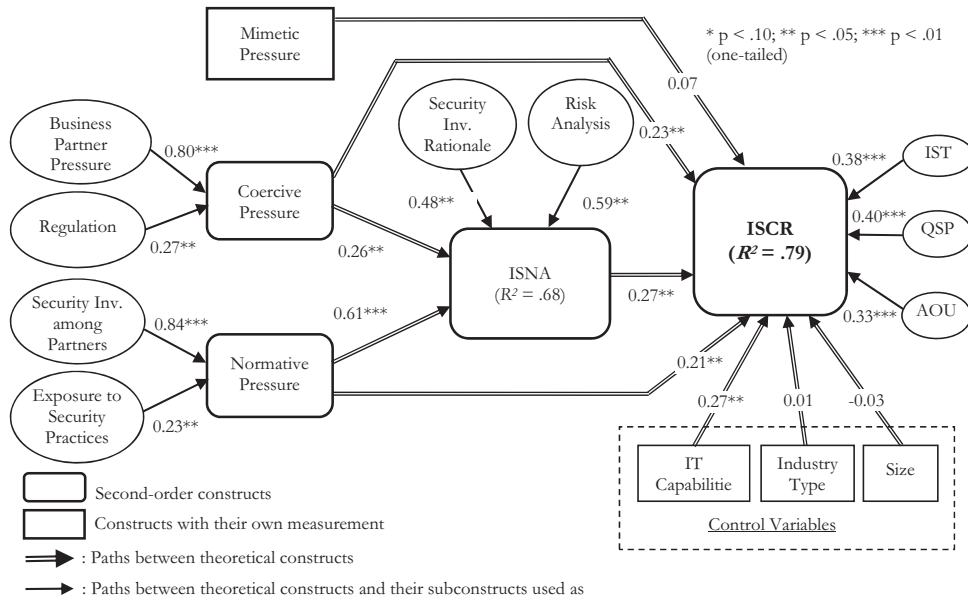 Mimetic
Pressure
* p < .10; ** p < .05; *** p < .01
(one-tailed)
0.07
Business
Partner
Pressure
0.80***
Security
Inv.
Rationale
Risk
Analysis
0.23**
0.38***
IST
Coercive
Pressure
Regulation
0.27**
0.48**
0.59**
ISCR
(R² = .79)
0.40***
QSP
0.26**
ISNA
(R² = .68)
0.27**
Security Inv.
among
Partners
0.84***
0.61***
0.33***
AOU
Normative
Pressure
0.21**
Exposure to
Security
Practices
0.23**
0.27**
0.01
-0.03
IT
Capabilitie
Industry
Type
Size
Control Variables
Second-order constructs
Constructs with their own measurement
: Paths between theoretical constructs
: Paths between theoretical constructs and their subconstructs used as